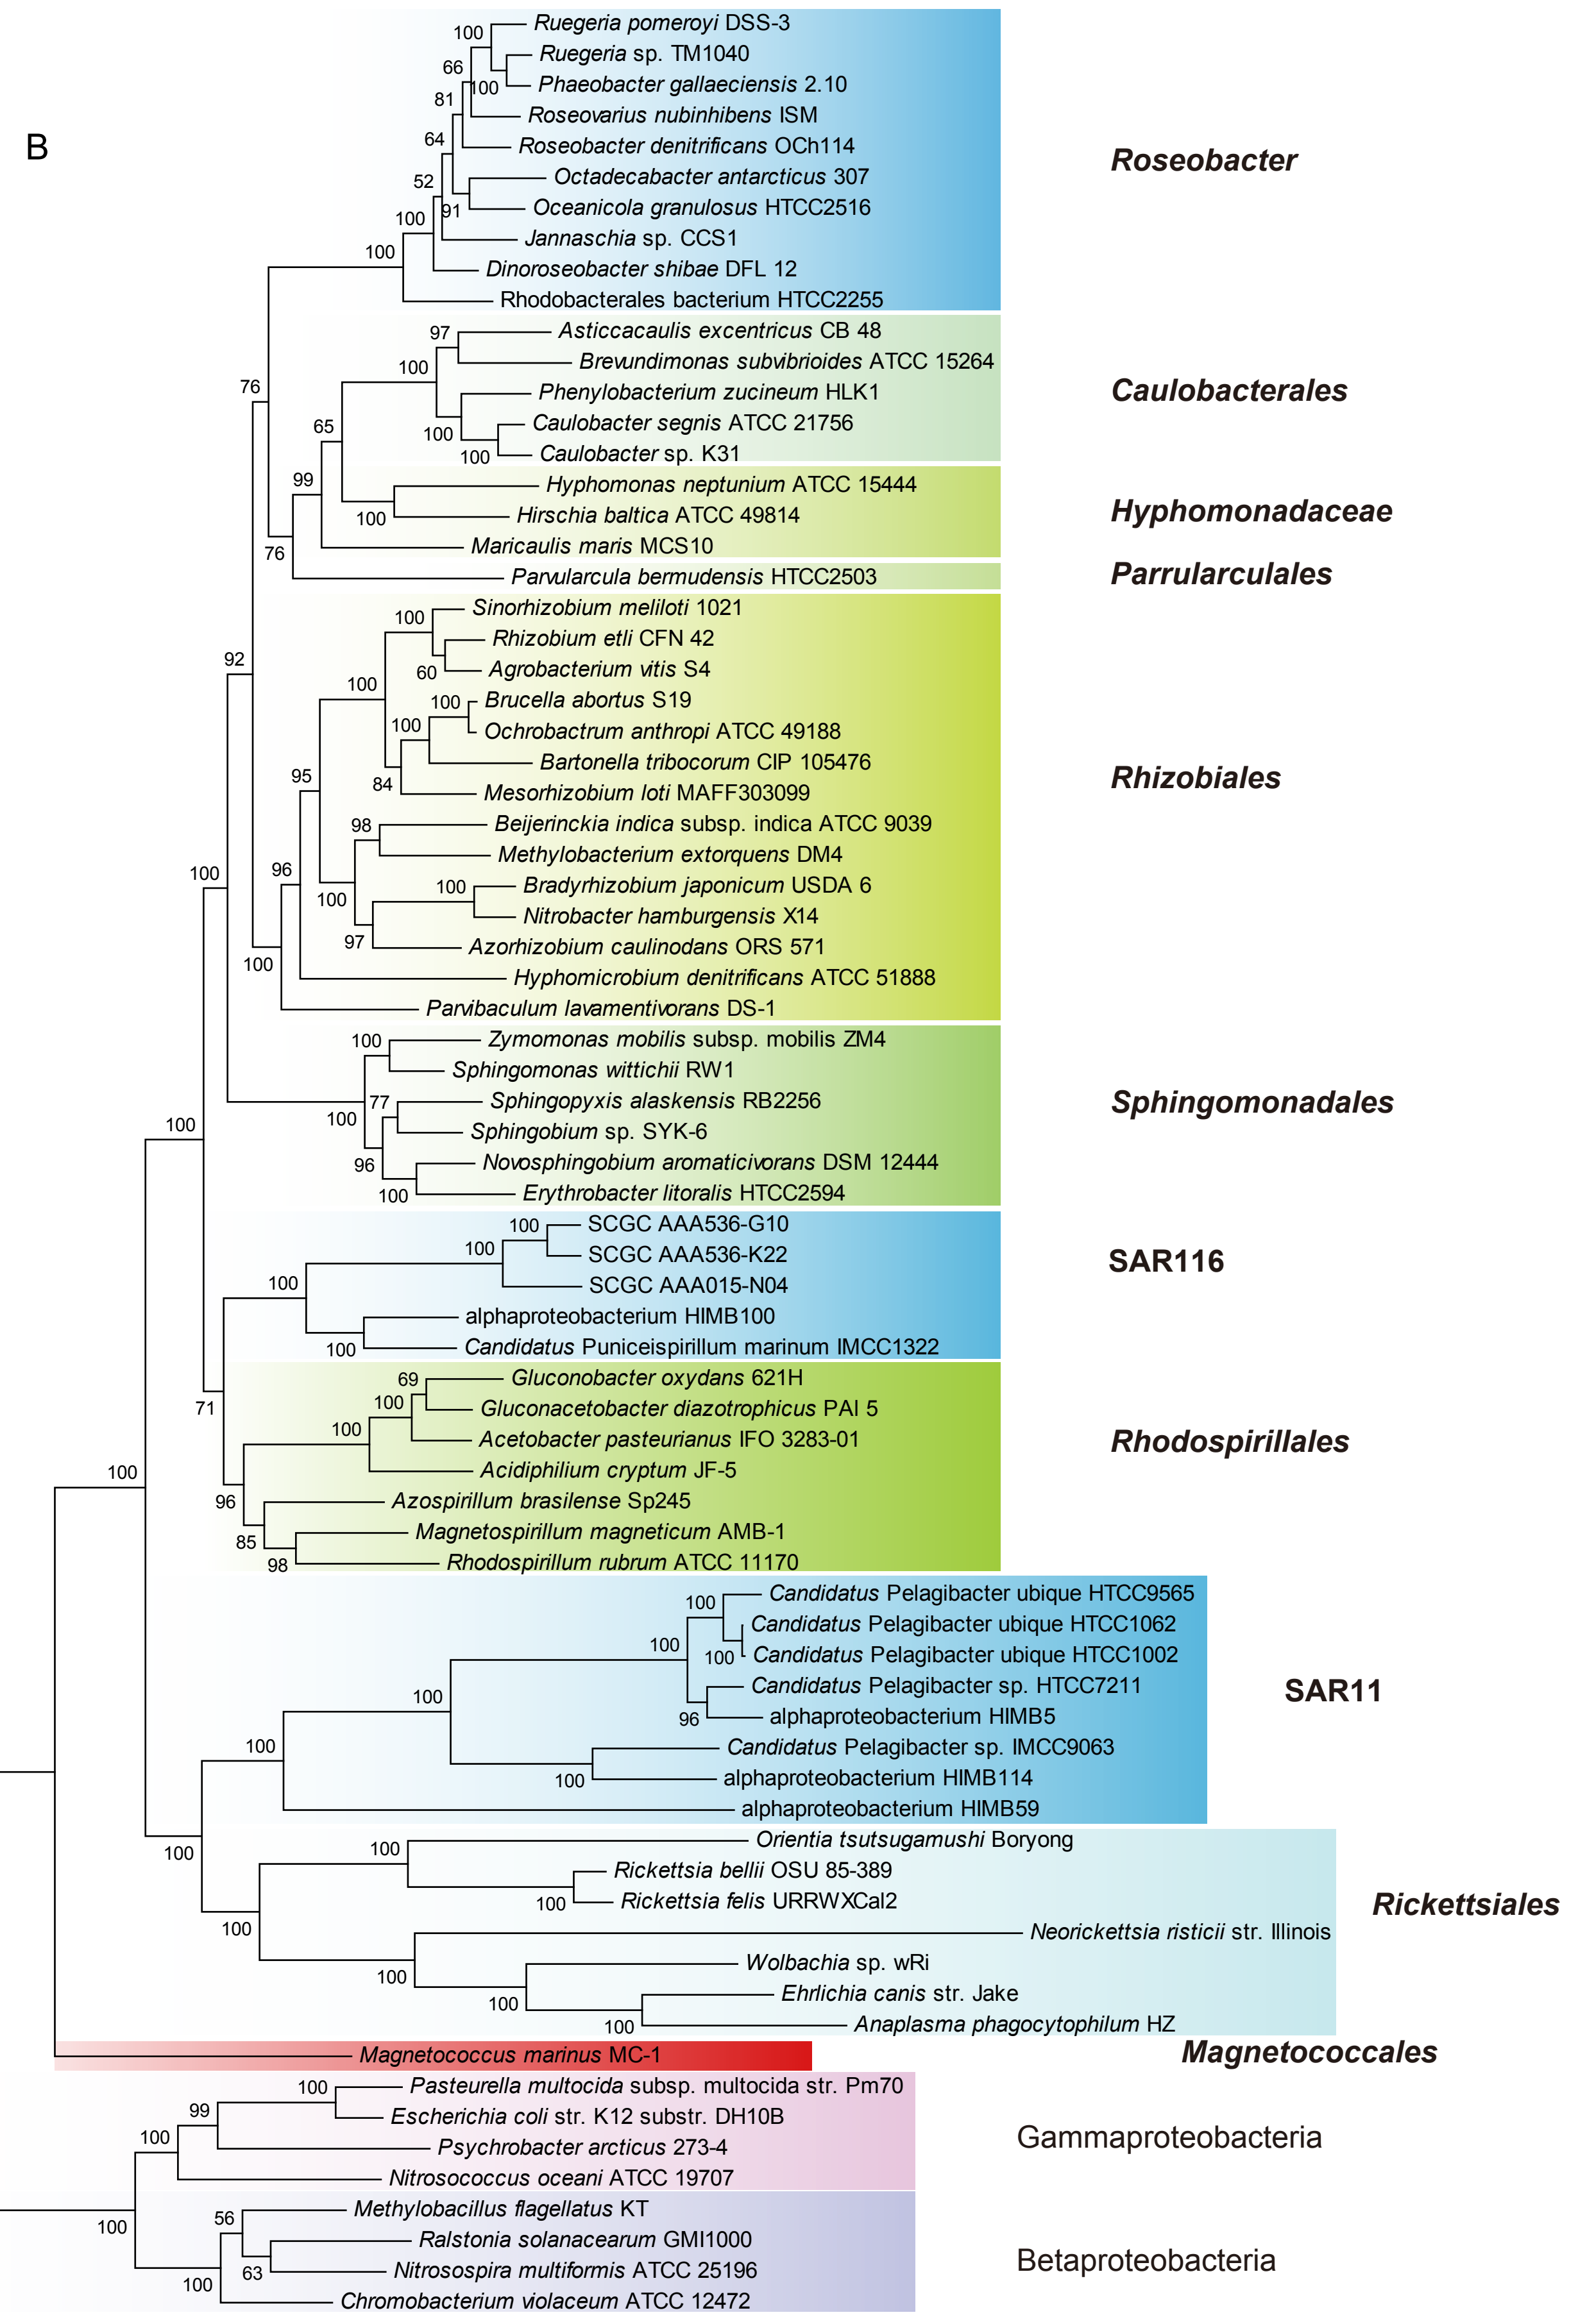 B
100
Ruegeria pomeroyi DSS-3
Ruegeria sp. TM1040
66
100
Phaeobacter gallaeciensis 2.10
81
Roseovarius nubinhibens ISM
64
Roseobacter denitrificans OCh114
Roseobacter
52
Octadecabacter antarcticus 307
91
Oceanicola granulosus HTCC2516
100
Jannaschia sp. CCS1
100
Dinoroseobacter shibae DFL 12
Rhodobacterales bacterium HTCC2255
97
Asticcacaulis excentricus CB 48
100
Brevundimonas subvibrioides ATCC 15264
76
Phenylobacterium zucineum HLK1
Caulobacterales
65
100
Caulobacter segnis ATCC 21756
100
Caulobacter sp. K31
99
Hyphomonas neptunium ATCC 15444
100
Hirschia baltica ATCC 49814
Hyphomonadaceae
76
Maricaulis maris MCS10
Parvularcula bermudensis HTCC2503
Parrularculales
100
Sinorhizobium meliloti 1021
Rhizobium etli CFN 42
92
60
Agrobacterium vitis S4
100
100
Brucella abortus S19
100
Ochrobactrum anthropi ATCC 49188
Bartonella tribocorum CIP 105476
95
84
Mesorhizobium loti MAFF303099
Rhizobiales
98
Beijerinckia indica subsp. indica ATCC 9039
Methylobacterium extorquens DM4
100
96
100
100
Bradyrhizobium japonicum USDA 6
Nitrobacter hamburgensis X14
97
Azorhizobium caulinodans ORS 571
100
Hyphomicrobium denitrificans ATCC 51888
Parvibaculum lavamentivorans DS-1
100
Zymomonas mobilis subsp. mobilis ZM4
Sphingomonas wittichii RW1
100
100
77
Sphingopyxis alaskensis RB2256
Sphingomonadales
Sphingobium sp. SYK-6
96
Novosphingobium aromaticivorans DSM 12444
100
Erythrobacter litoralis HTCC2594
100
SCGC AAA536-G10
100
SCGC AAA536-K22
SAR116
100
SCGC AAA015-N04
alphaproteobacterium HIMB100
100
Candidatus Puniceispirillum marinum IMCC1322
71
69
Gluconobacter oxydans 621H
100
Gluconacetobacter diazotrophicus PAl 5
100
Acetobacter pasteurianus IFO 3283-01
Rhodospirillales
100
Acidiphilium cryptum JF-5
96
Azospirillum brasilense Sp245
85
Magnetospirillum magneticum AMB-1
98
Rhodospirillum rubrum ATCC 11170
100
Candidatus Pelagibacter ubique HTCC9565
100
Candidatus Pelagibacter ubique HTCC1062
100
Candidatus Pelagibacter ubique HTCC1002
100
Candidatus Pelagibacter sp. HTCC7211
SAR11
96
alphaproteobacterium HIMB5
100
Candidatus Pelagibacter sp. IMCC9063
100
alphaproteobacterium HIMB114
alphaproteobacterium HIMB59
100
100
Orientia tsutsugamushi Boryong
Rickettsia bellii OSU 85-389
100
Rickettsia felis URRWXCal2
Rickettsiales
100
Neorickettsia risticii str. Illinois
100
Wolbachia sp. wRi
100
Ehrlichia canis str. Jake
100
Anaplasma phagocytophilum HZ
Magnetococcus marinus MC-1
Magnetococcales
100
Pasteurella multocida subsp. multocida str. Pm70
99
Escherichia coli str. K12 substr. DH10B
100
Psychrobacter arcticus 273-4
Gammaproteobacteria
Nitrosococcus oceani ATCC 19707
56
Methylobacillus flagellatus KT
100
Ralstonia solanacearum GMI1000
63
Nitrosospira multiformis ATCC 25196
Betaproteobacteria
100
Chromobacterium violaceum ATCC 12472